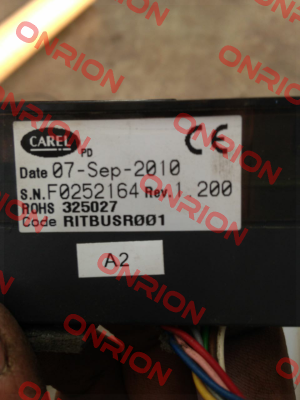 CAREL PD
CE
Date 07-Sep-2010
S.N.F0252164 Rev.1.200
ROHS 325027
Code RITBUSR001
A2
ONRION
ONRION
ONRION
ONRION
ONRION
ONRION